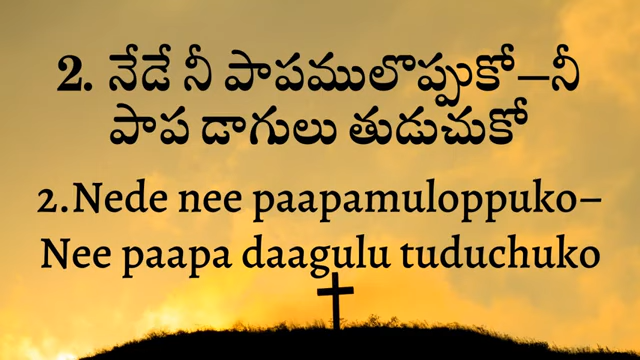 2. నేడే నీ పాపములొప్పుకో–నీ
పాప డాగులు తుడుచుకో
2.Nede nee paapamuloppuko–
Nee paapa daagulu tuduchuko